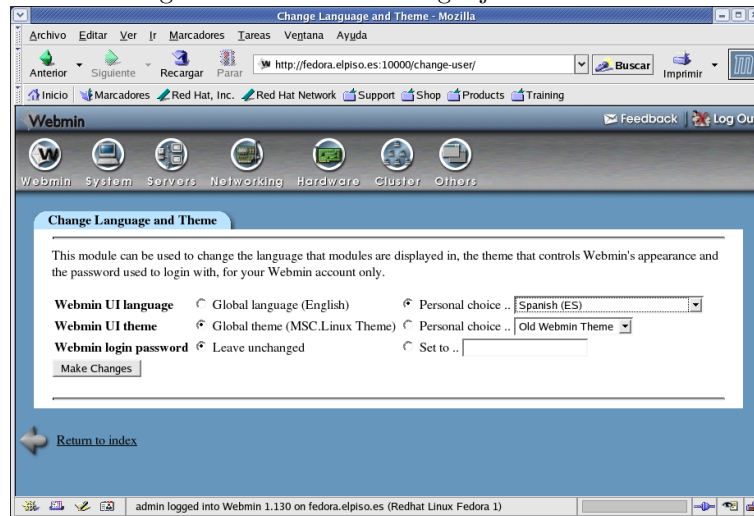 Change Language and Theme - Mozilla
Archivo Editar Ver Ir Marcadores Tareas Ventana Ayuda
Anterior Siguiente Recargar Parar http://fedora.elpiso.es:10000/change-user/ Buscar Imprimir
Inicio Marcadores Red Hat, Inc. Red Hat Network Support Shop Products Training
Webmin Feedback Log Ou
Webmin System Servers Networking Hardware Cluster Others
Change Language and Theme
This module can be used to change the language that modules are displayed in, the theme that controls Webmin's appearance and
the password used to login with, for your Webmin account only.
Webmin UI language Global language (English) Personal choice .. Spanish (ES)
Webmin UI theme Global theme (MSC.Linux Theme) Personal choice .. Old Webmin Theme
Webmin login password Leave unchanged Set to ..
Make Changes
Return to index
admin logged into Webmin 1.130 on fedora.elpiso.es (Redhat Linux Fedora 1)